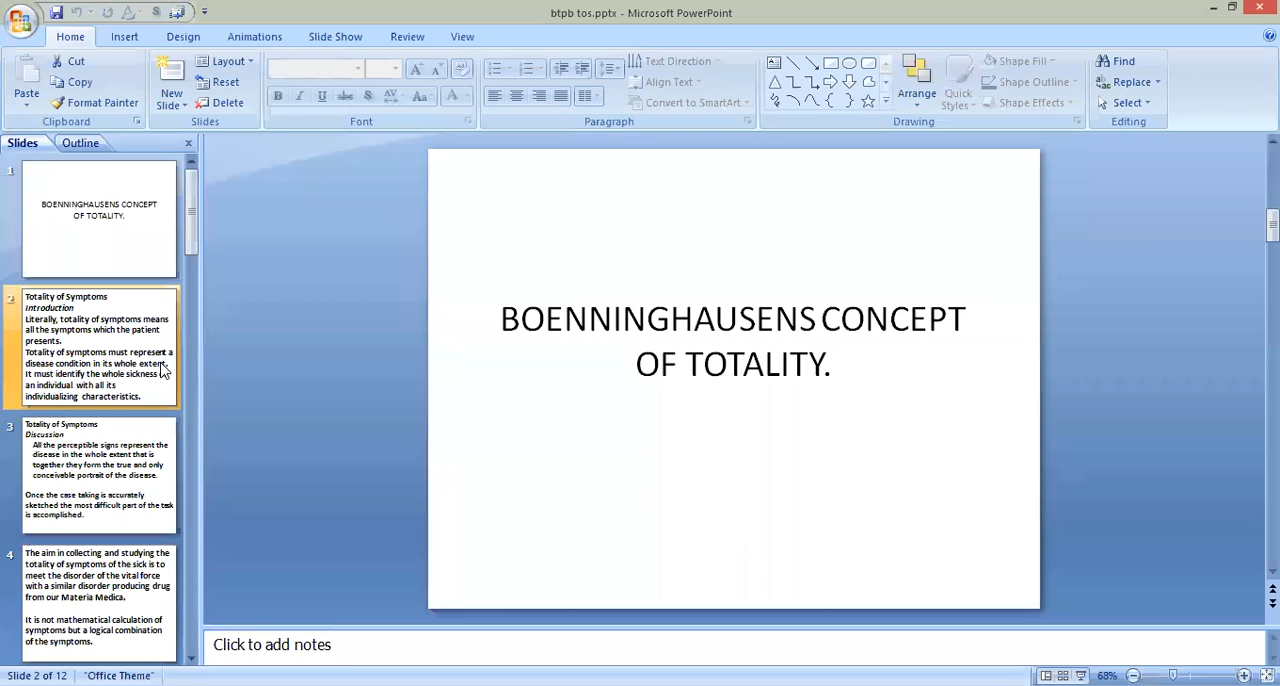 btpb tos.pptx - Microsoft PowerPoint
Home Insert Design Animations Slide Show Review View
Paste
Cut
Copy
Format Painter
Clipboard
New Slide
Layout
Reset
Delete
Slides
B I U abc S AV Aa A
Font
Text Direction
Align Text
Convert to SmartArt
Paragraph
Arrange
Quick Styles
Shape Fill
Shape Outline
Shape Effects
Drawing
Find
Replace
Select
Editing
Slides Outline
1
BOENNINGHAUSENS CONCEPT
OF TOTALITY.
2
Totality of Symptoms
Introduction
Literally, totality of symptoms means
all the symptoms which the patient
presents.
Totality of symptoms must represent a
disease condition in its whole extent.
It must identify the whole sickness
an individual with all its
individualizing characteristics.
3
Totality of Symptoms
Discussion
All the perceptible signs represent the
disease in the whole extent that is
together they form the true and only
conceivable portrait of the disease.
Once the case taking is accurately
sketched the most difficult part of the task
is accomplished.
4
The aim in collecting and studying the
totality of symptoms of the sick is to
meet the disorder of the vital force
with a similar disorder producing drug
from our Materia Medica.
It is not mathematical calculation of
symptoms but a logical combination
of the symptoms.
BOENNINGHAUSENS CONCEPT
OF TOTALITY.
Click to add notes
Slide 2 of 12 "Office Theme" 68%